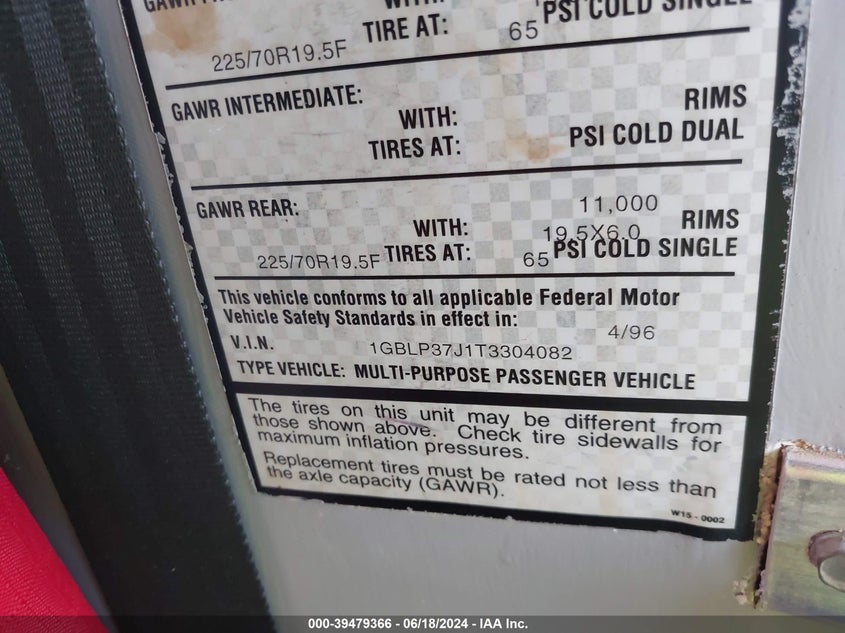 WITH:
TIRE AT: 65 PSI COLD SINGLE
225/70R19.5F
GAWR INTERMEDIATE: RIMS
WITH:
TIRES AT: PSI COLD DUAL
GAWR REAR: 11,000
WITH: 19.5X6.0 RIMS
225/70R19.5F TIRES AT: 65 PSI COLD SINGLE
This vehicle conforms to all applicable Federal Motor
Vehicle Safety Standards in effect in: 4/96
V.I.N. 1GBLP37J1T3304082
TYPE VEHICLE: MULTI-PURPOSE PASSENGER VEHICLE
The tires on this unit may be different from
those shown above. Check tire sidewalls for
maximum inflation pressures.
Replacement tires must be rated not less than
the axle capacity (GAWR).
W15-0002
000-39479366 - 06/18/2024 - IAA Inc.